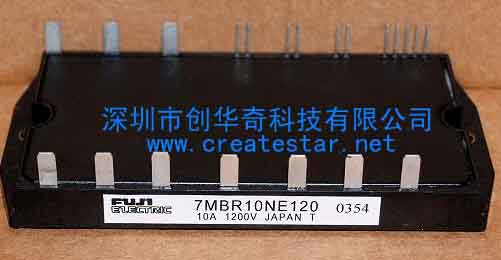 深圳市创华奇科技有限公司
www.createstar.net
FUJI ELECTRIC
7MBR10NE120 0354
10A 1200V JAPAN T